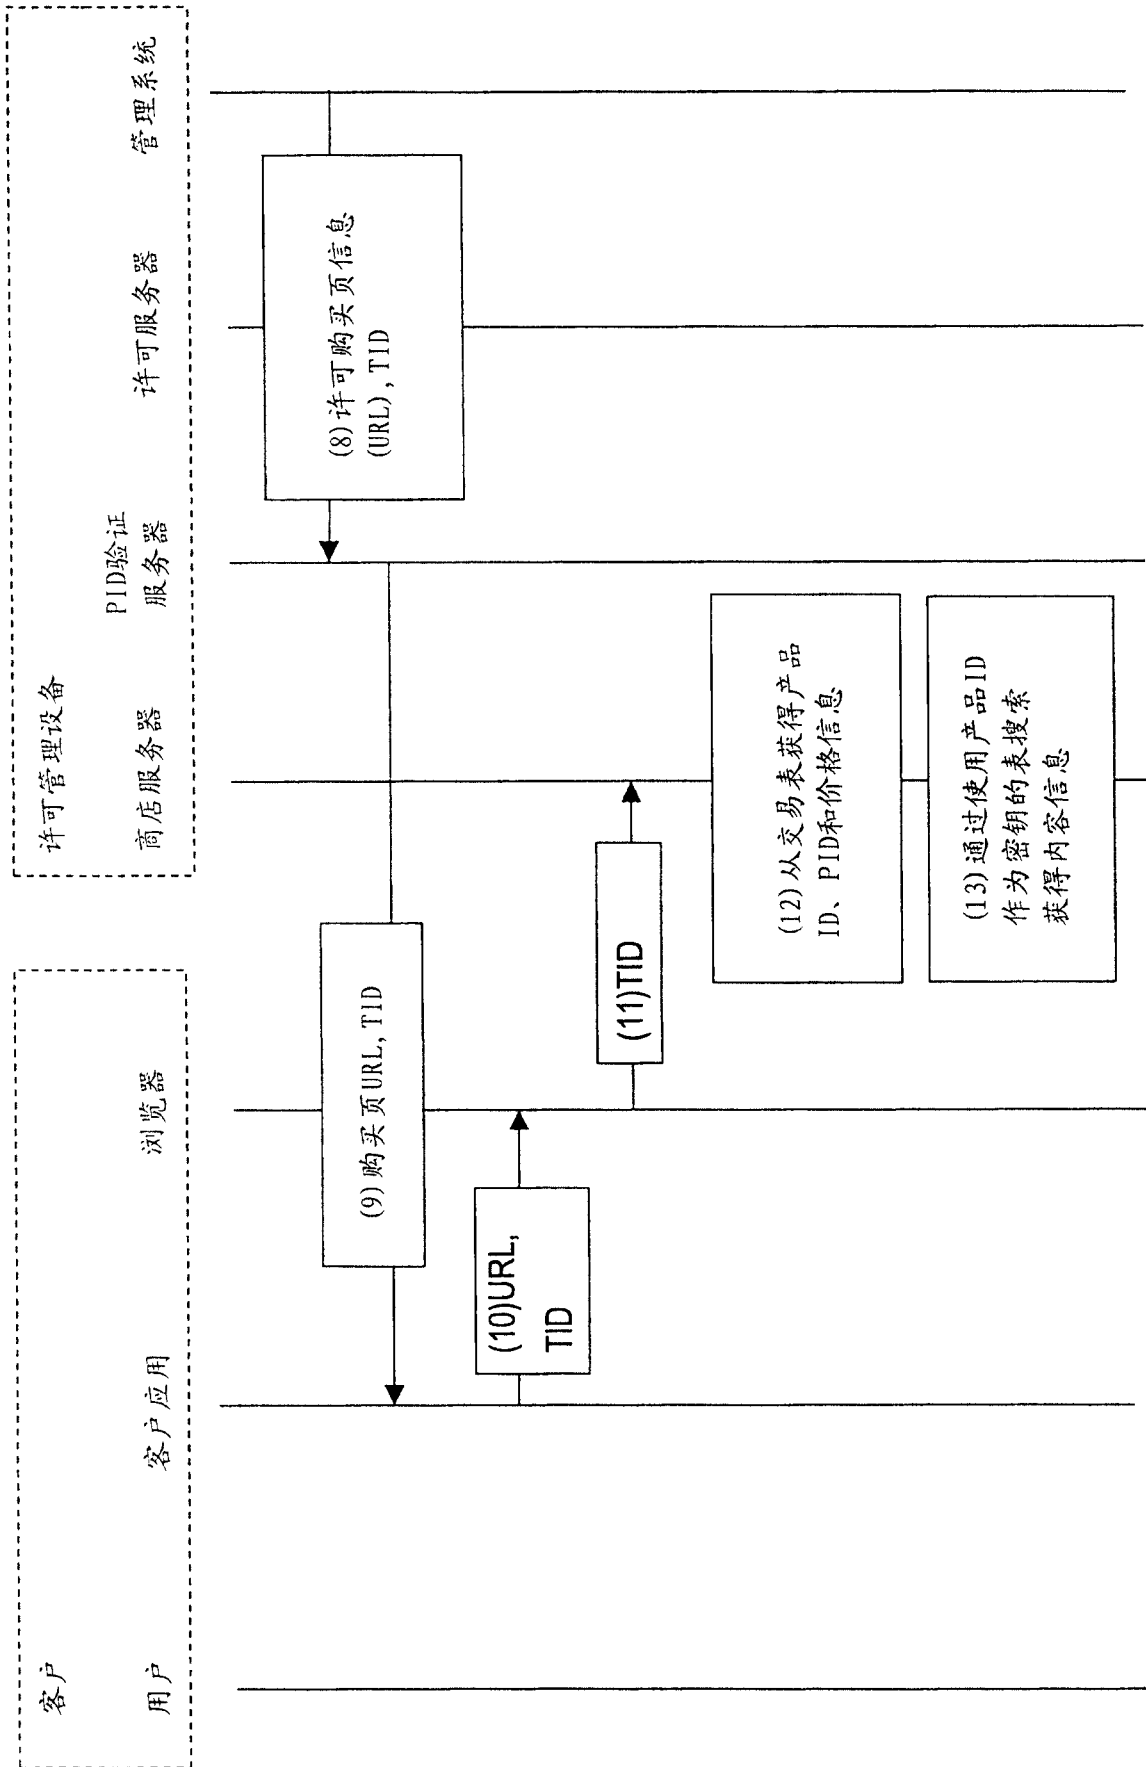 客户
用户
客户应用
浏览器
许可管理设备
商店服务器
PID验证
服务器
许可服务器
管理系统
(8)许可购买页信息
(URL),TID
(9)购买页URL,TID
(10)URL,
TID
(11)TID
(12)从交易表获得产品
ID、PID和价格信息
(13)通过使用产品ID
作为密钥的表搜索
获得内容信息